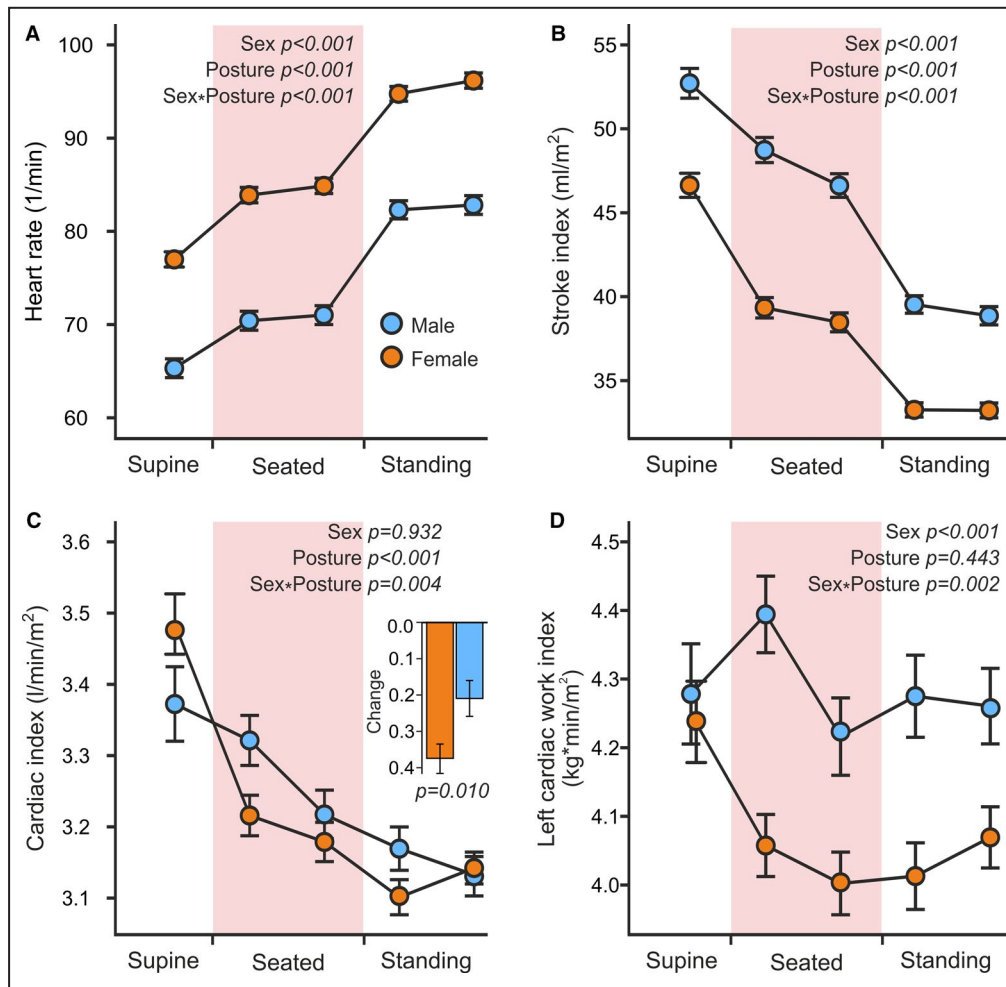 A
Heart rate (1/min)
100
90
80
70
60
Sex p<0.001
Posture p<0.001
Sex*Posture p<0.001
Male
Female
Supine
Seated
Standing
B
Stroke index (ml/m²)
55
50
45
40
35
Sex p<0.001
Posture p<0.001
Sex*Posture p<0.001
Supine
Seated
Standing
C
Cardiac index (l/min/m²)
3.6
3.5
3.4
3.3
3.2
3.1
Sex p=0.932
Posture p<0.001
Sex*Posture p=0.004
Change
0.0
0.1
0.2
0.3
0.4
p=0.010
Supine
Seated
Standing
D
Left cardiac work index
(kg*min/m²)
4.5
4.4
4.3
4.2
4.1
4.0
Sex p<0.001
Posture p=0.443
Sex*Posture p=0.002
Supine
Seated
Standing